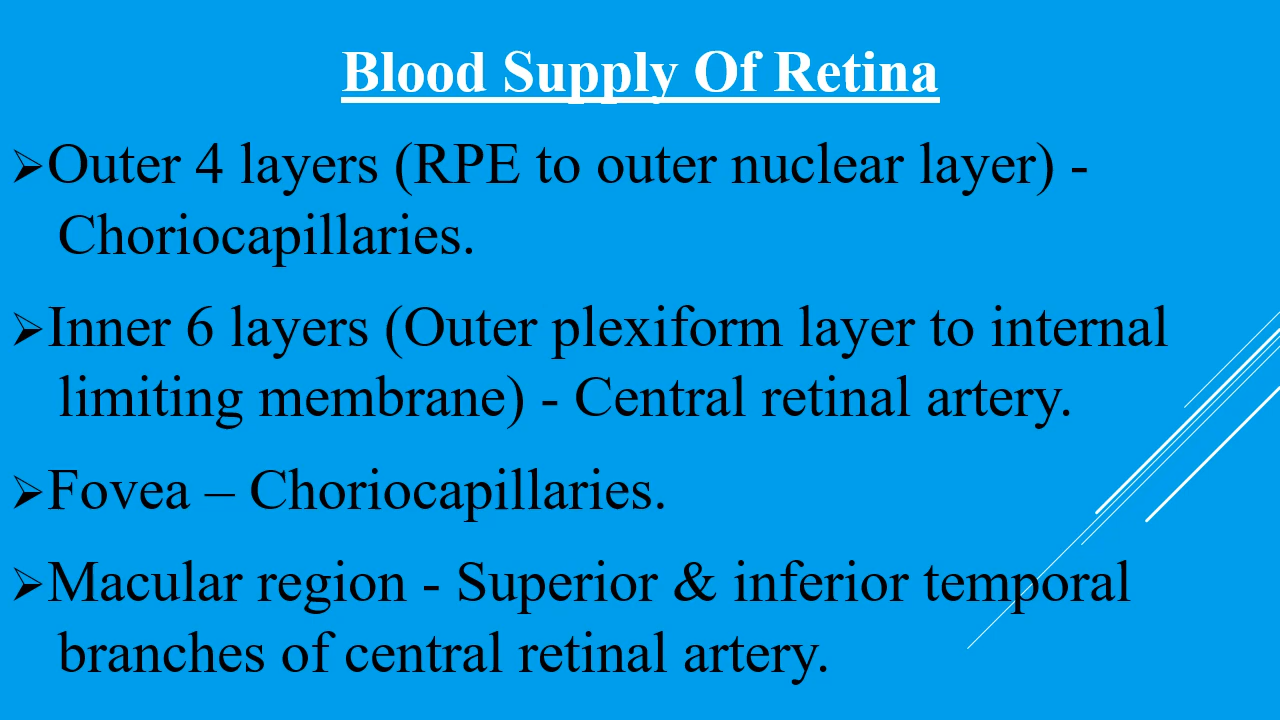 Blood Supply Of Retina
➢Outer 4 layers (RPE to outer nuclear layer) -
Choriocapillaries.
➢Inner 6 layers (Outer plexiform layer to internal
limiting membrane) - Central retinal artery.
➢Fovea – Choriocapillaries.
➢Macular region - Superior & inferior temporal
branches of central retinal artery.